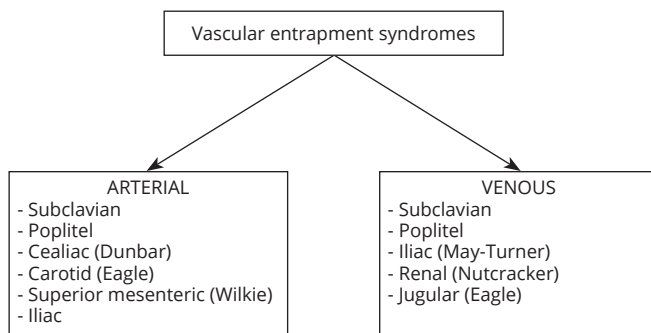 Vascular entrapment syndromes
ARTERIAL
- Subclavian
- Poplitel
- Cealiac (Dunbar)
- Carotid (Eagle)
- Superior mesenteric (Wilkie)
- Iliac
VENOUS
- Subclavian
- Poplitel
- Iliac (May-Turner)
- Renal (Nutcracker)
- Jugular (Eagle)